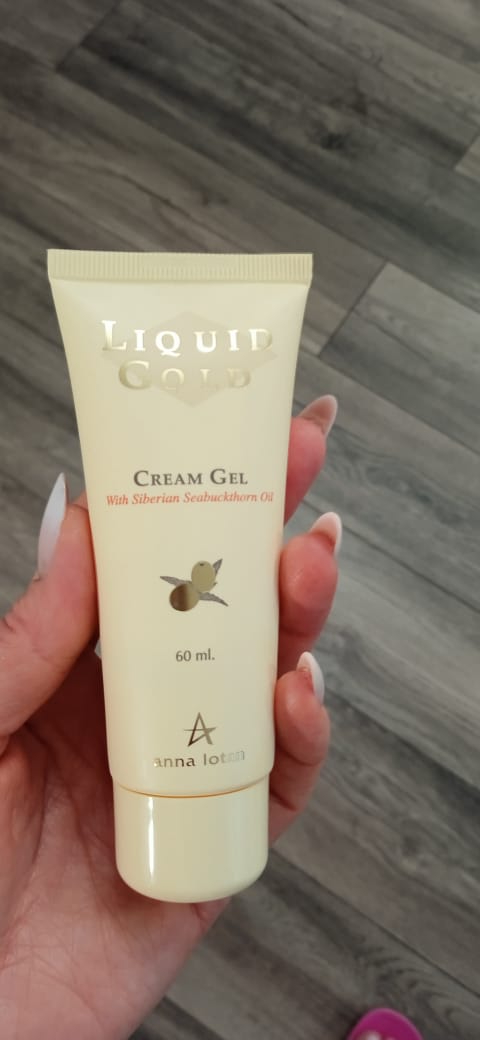 LIQUID
GOLD
CREAM GEL
With Siberian Seabuckthorn Oil
60 ml.
anna lotan